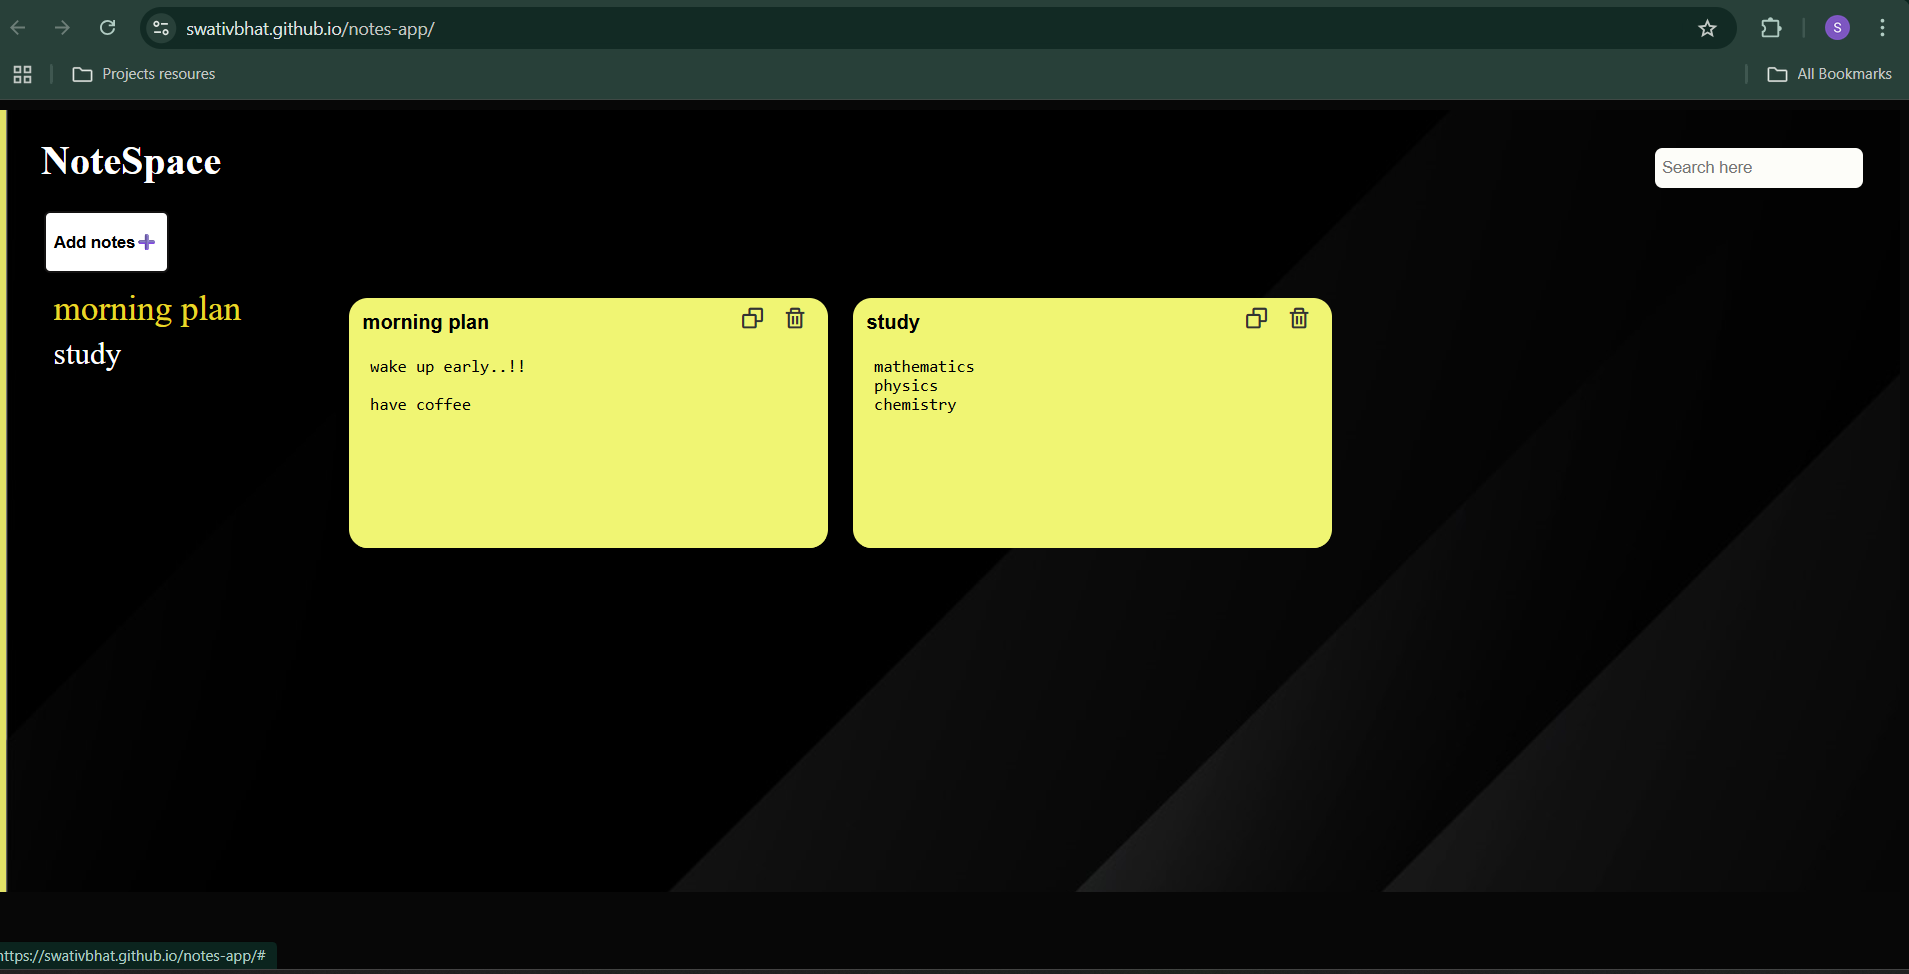 swativbhat.github.io/notes-app/
S
Projects resoures
All Bookmarks
NoteSpace
Search here
Add notes
morning plan
study
morning plan
wake up early..!!
have coffee
study
mathematics
physics
chemistry
https://swativbhat.github.io/notes-app/#